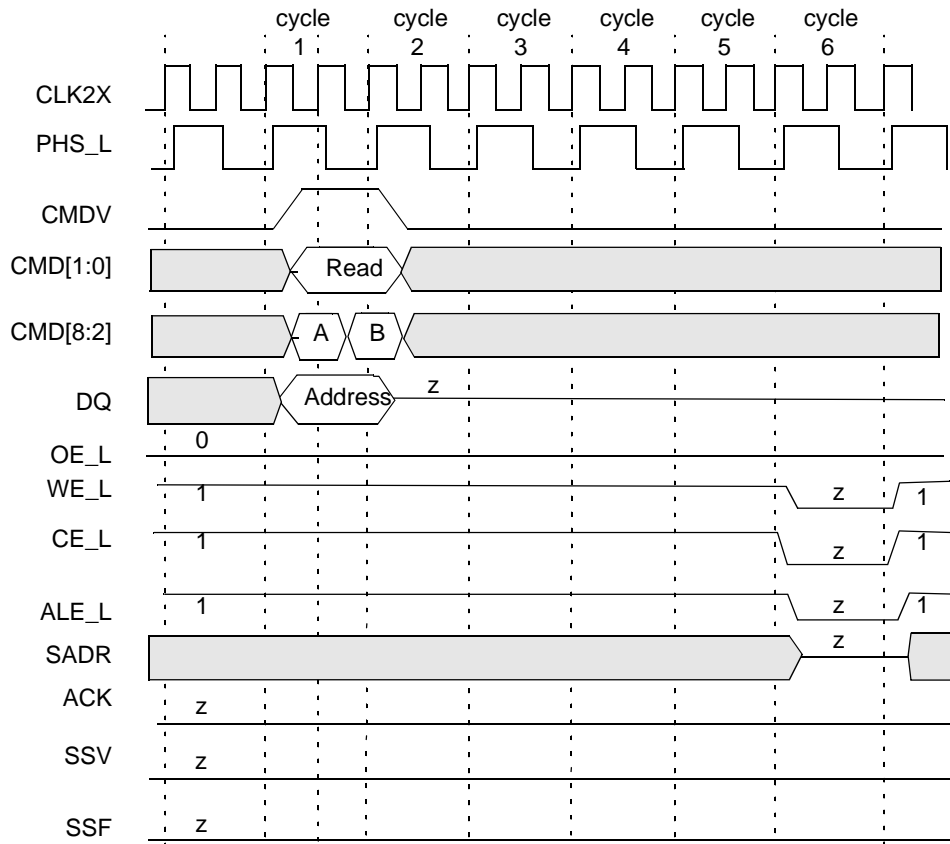 cycle cycle cycle cycle cycle cycle
1 2 3 4 5 6
CLK2X
PHS_L
CMDV
CMD[1:0] Read
CMD[8:2] A B
DQ Address z
OE_L 0
WE_L 1 z 1
CE_L 1 z 1
ALE_L 1 z 1
SADR z
ACK z
SSV z
SSF z